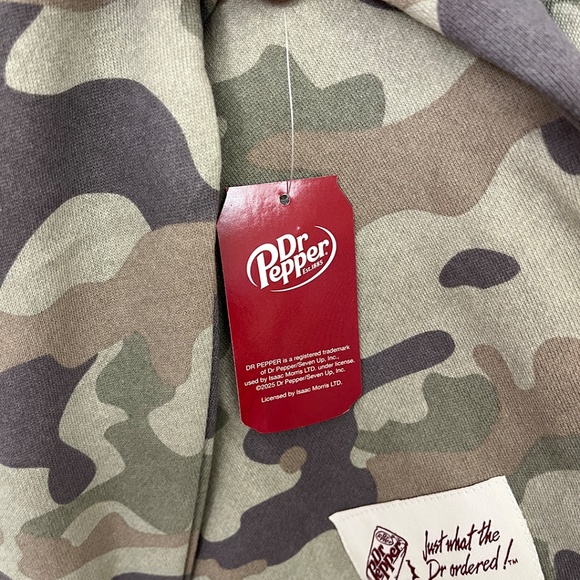 Dr
Pepper
EST. 1885
DR PEPPER is a registered trademark
of Dr Pepper/Seven Up, Inc.,
used by Isaac Morris LTD. under license.
©2025 Dr Pepper/Seven Up, Inc.
Licensed by Isaac Morris LTD.
Dr
Pepper
Just what the
Dr ordered!™